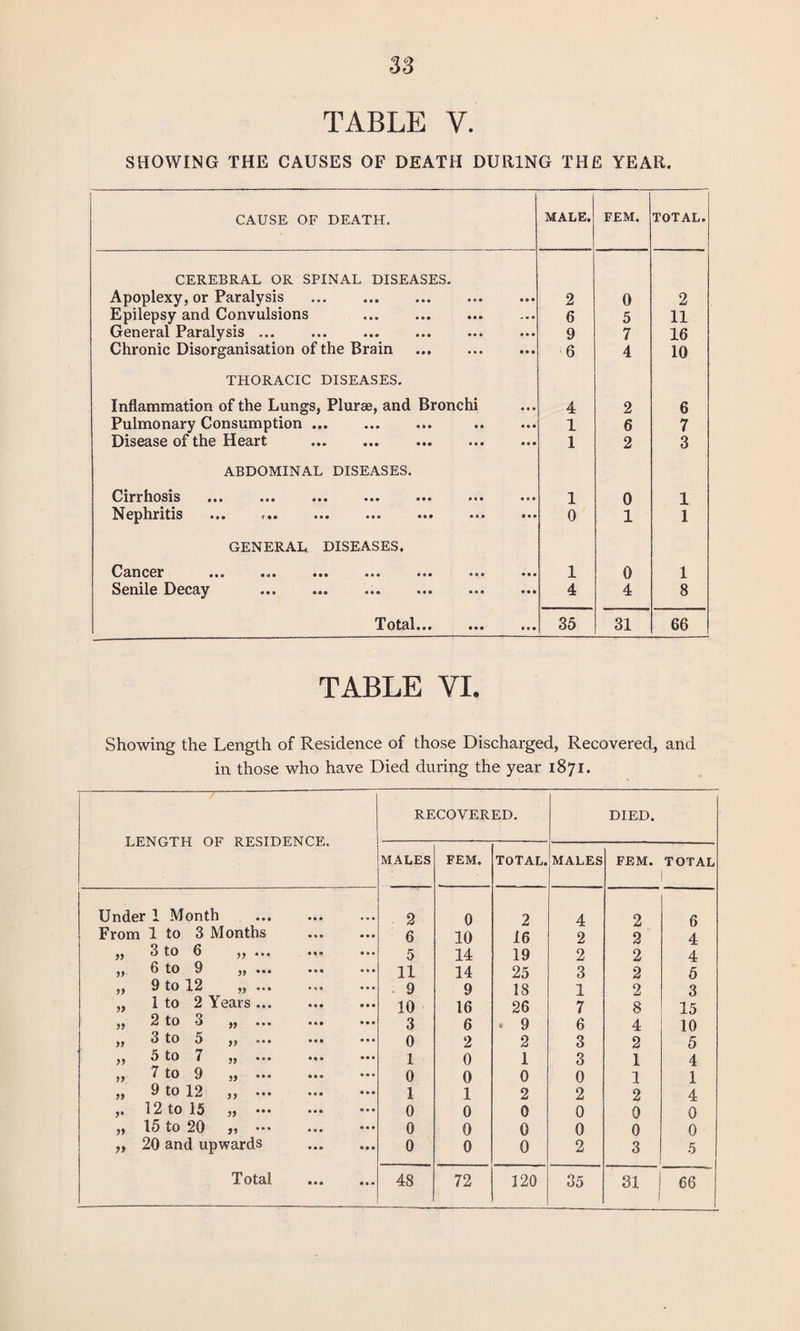 33
TABLE V.
SHOWING THE CAUSES OF DEATH DURING THE YEAR.
CAUSE OF DEATH. MALE. FEM. TOTAL.
CEREBRAL OR SPINAL DISEASES.
Apoplexy, or Paralysis ... ... ... ... ... 2 0 2
Epilepsy and Convulsions ... ... ... ... 6 5 11
General Paralysis ... ... ... ... ... ... 9 7 16
Chronic Disorganisation of the Brain ... ... ... 6 4 10
THORACIC DISEASES.
Inflammation of the Lungs, Pluræ, and Bronchi ... 4 2 6
Pulmonary Consumption ... ... ... .. ... 1 6 7
Disease of the Heart ... ... ... ... ... 1 2 3
ABDOMINAL DISEASES.
Cirrhosis ... ... ... ... ... ... ... 1 0 1
Nephritis ... ... ... ... ... ... ... 0 1 1
GENERAL DISEASES.
Cancer ... ... ... ... ... ... ... 1 0 1
Senile Decay ... ... ... ... ... ... 4 4 8
Total... ... ... 35 31 66
TABLE VI.
Showing the Length of Residence of those Discharged, Recovered, and
in those who have Died during the year 1871.
LENGTH OF RESIDENCE. RECOVERED. DIED.
MALES FEM. TOTAL. MALES FEM. TOTAL
Under 1 Month ... ... ... 2 0 2 4 2 6
From 1 to 3 Months ... ... 6 10 16 2 2 4
„ 3 to 6 „ ... ... ... 5 14 19 2 2 4
„ 6 to 9 „ ... ... ... 11 14 25 3 2 5
„ 9 to 12 „ ... ... ... 9 9 18 1 2 3
„ 1 to 2 Years ... ... ... 10 16 26 7 8 15
„ 2 to 3 „ ... ... ... 3 6 9 6 4 10
„ 3 to 5 „ ... ... ... 0 2 2 3 2 5
„ 5 to 7 „ ... ... ... 1 0 1 3 1 4
„ 7 to 9 „ ... ... ... 0 0 0 0 1 1
„ 9 to 12 „ ... ... ... 1 1 2 2 2 4
„ 12 to 15 „ ... ... ... 0 0 0 0 0 0
„ 15 to 20 „ ... ... ... 0 0 0 0 0 0
„ 20 and upwards ... ... 0 0 0 2 3 5
Total ... ... 48 72 120 35 31 66